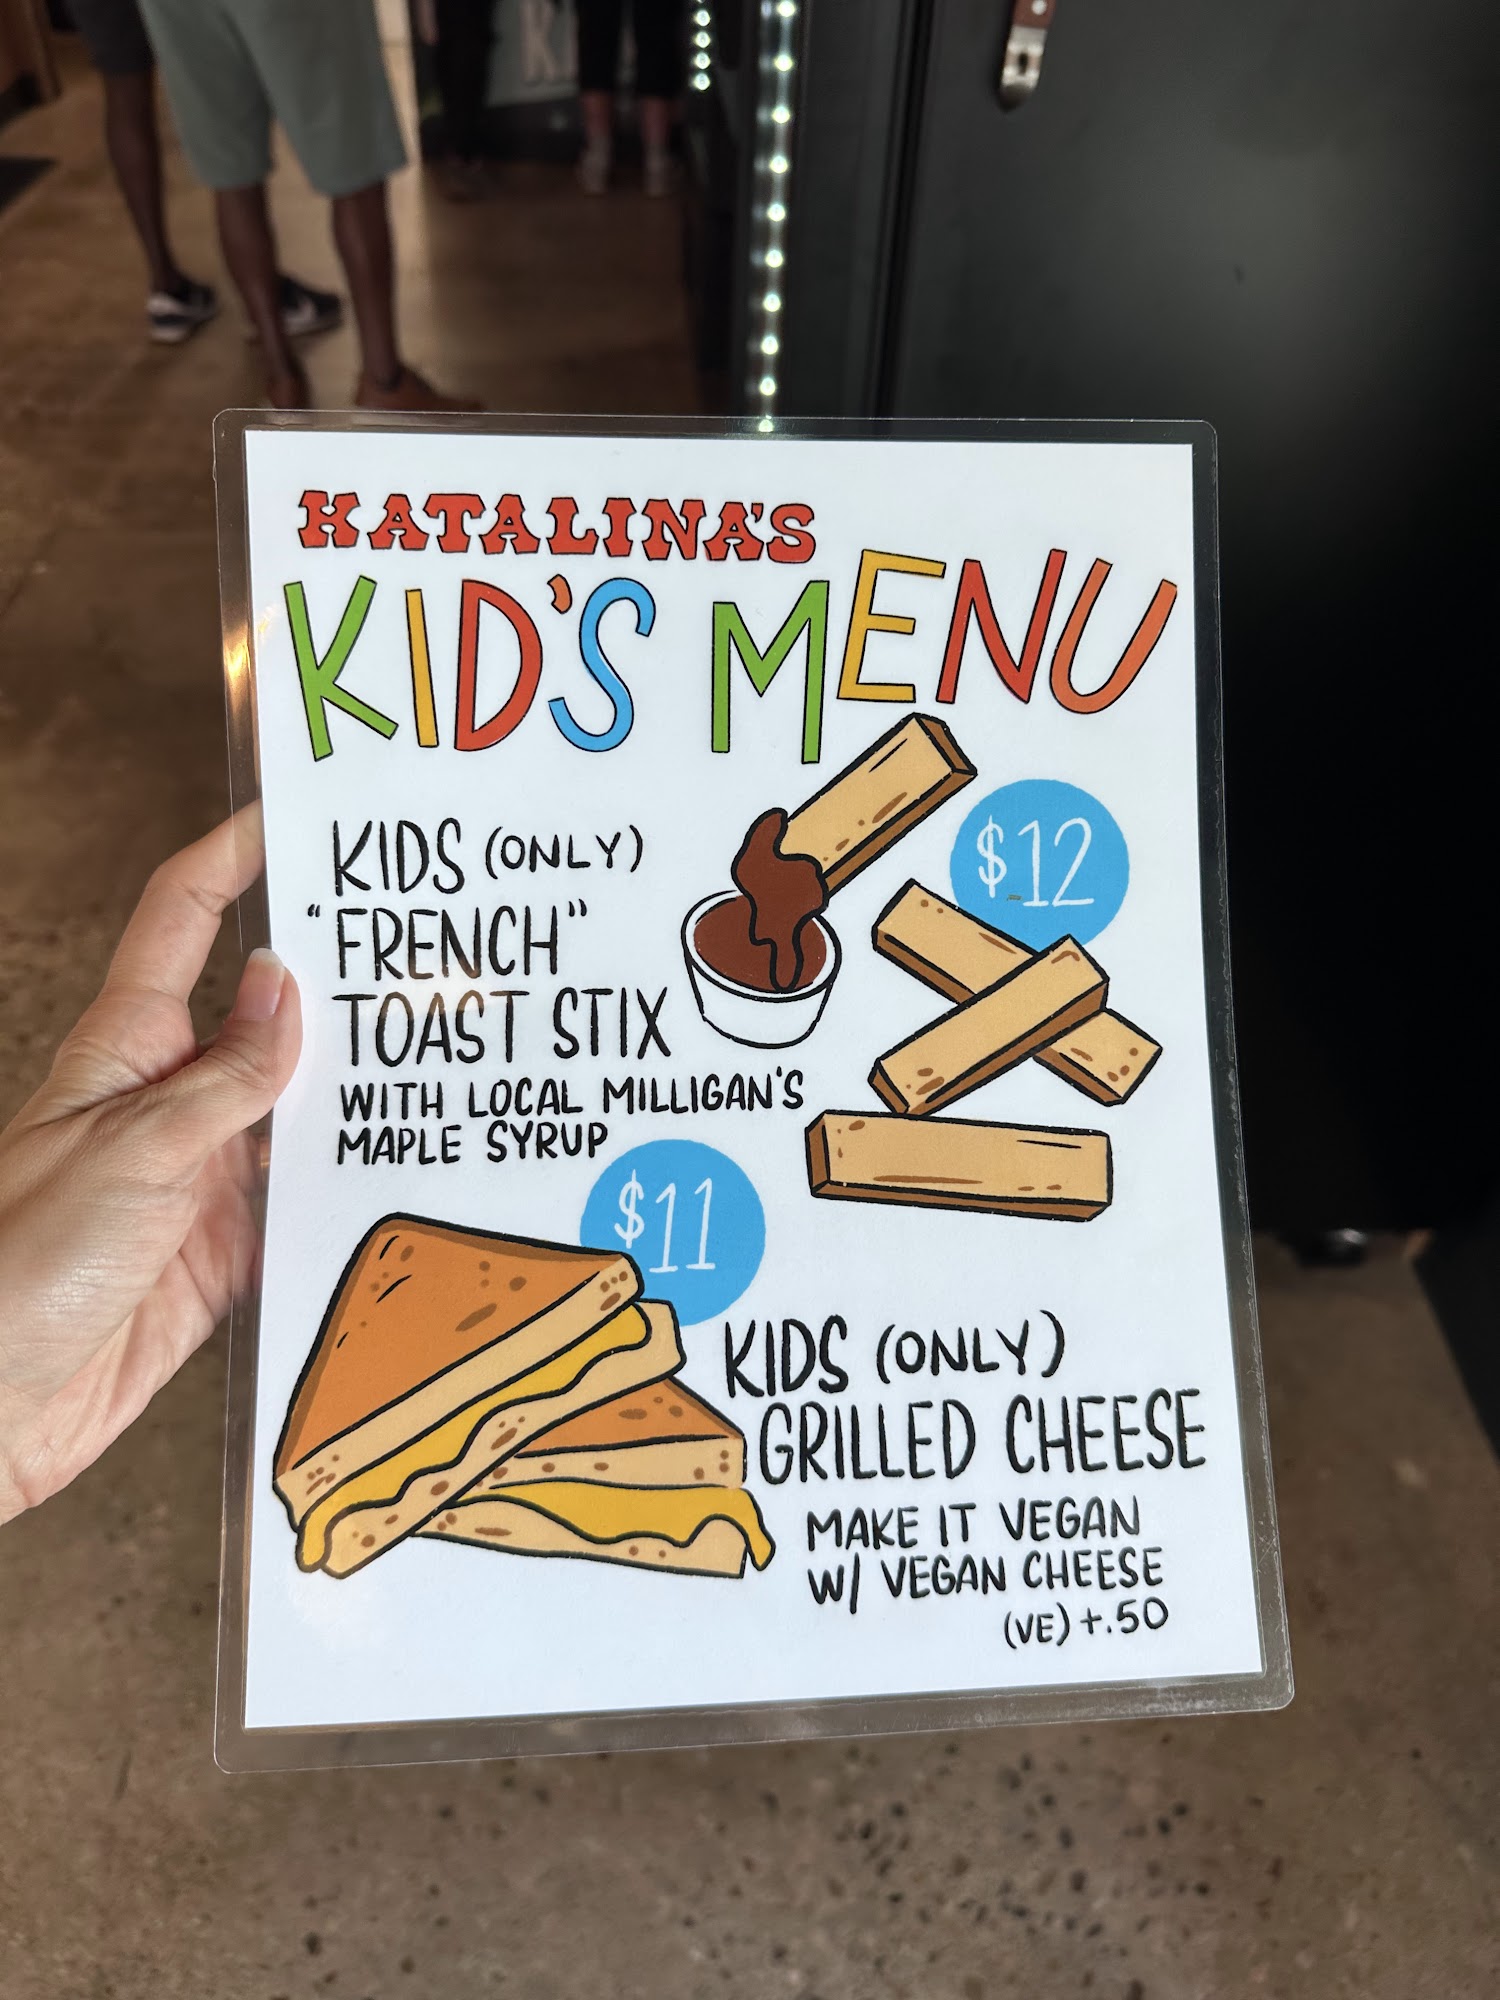 KATALINA'S
KID'S MENU
KIDS (ONLY)
"FRENCH"
TOAST STIX
WITH LOCAL MILLIGAN'S
MAPLE SYRUP
$12
$11
KIDS (ONLY)
GRILLED CHEESE
MAKE IT VEGAN
W/ VEGAN CHEESE
(VE) +.50